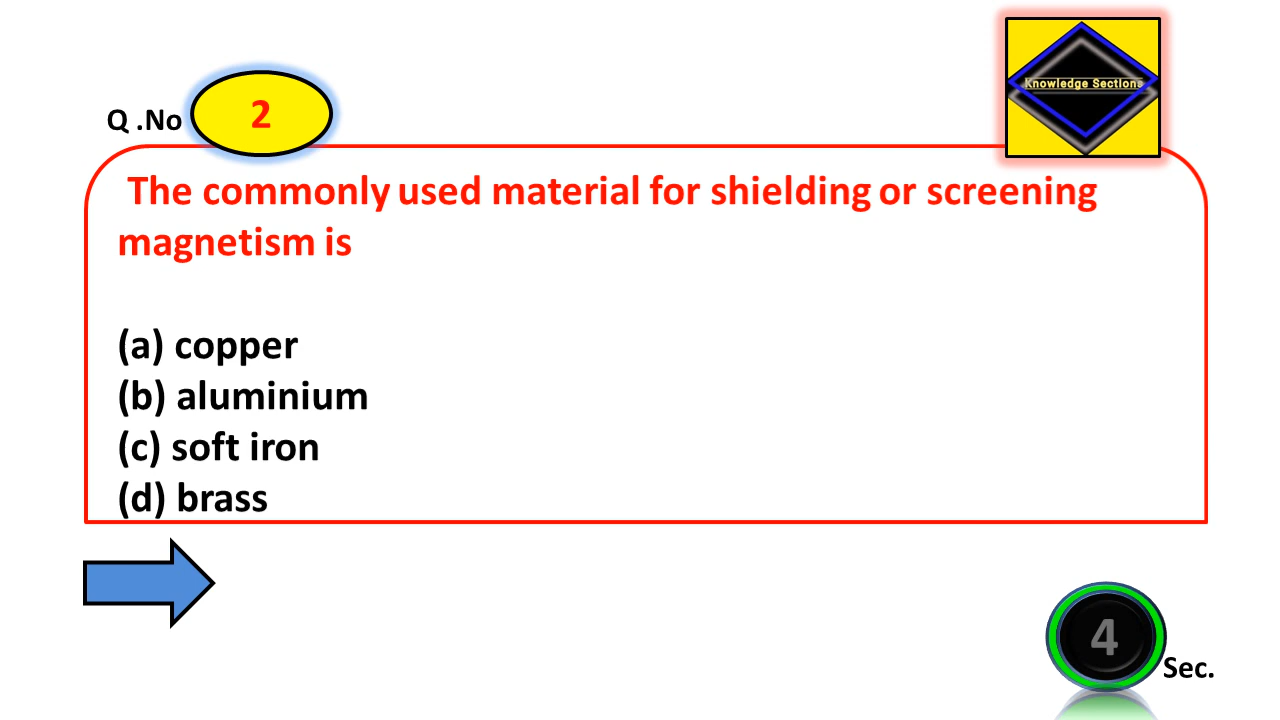 Knowledge Sections
Q .No 2
The commonly used material for shielding or screening
magnetism is
(a) copper
(b) aluminium
(c) soft iron
(d) brass
4 Sec.